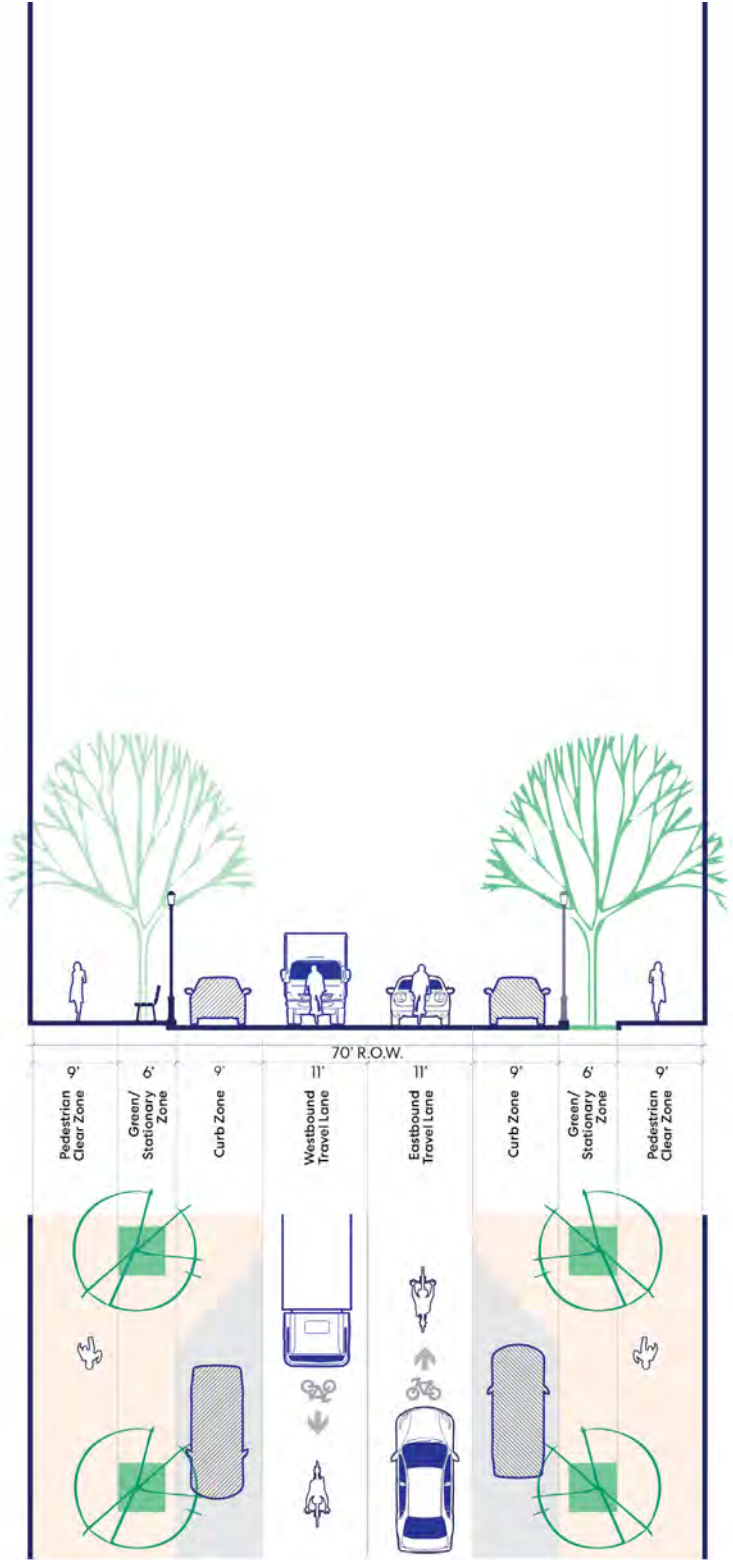 70' R.O.W.
9'
6'
9'
11'
11'
9'
6'
9'
Pedestrian
Clear Zone
Green/
Stationary
Zone
Curb Zone
Westbound
Travel Lane
Eastbound
Travel Lane
Curb Zone
Green/
Stationary
Zone
Pedestrian
Clear Zone